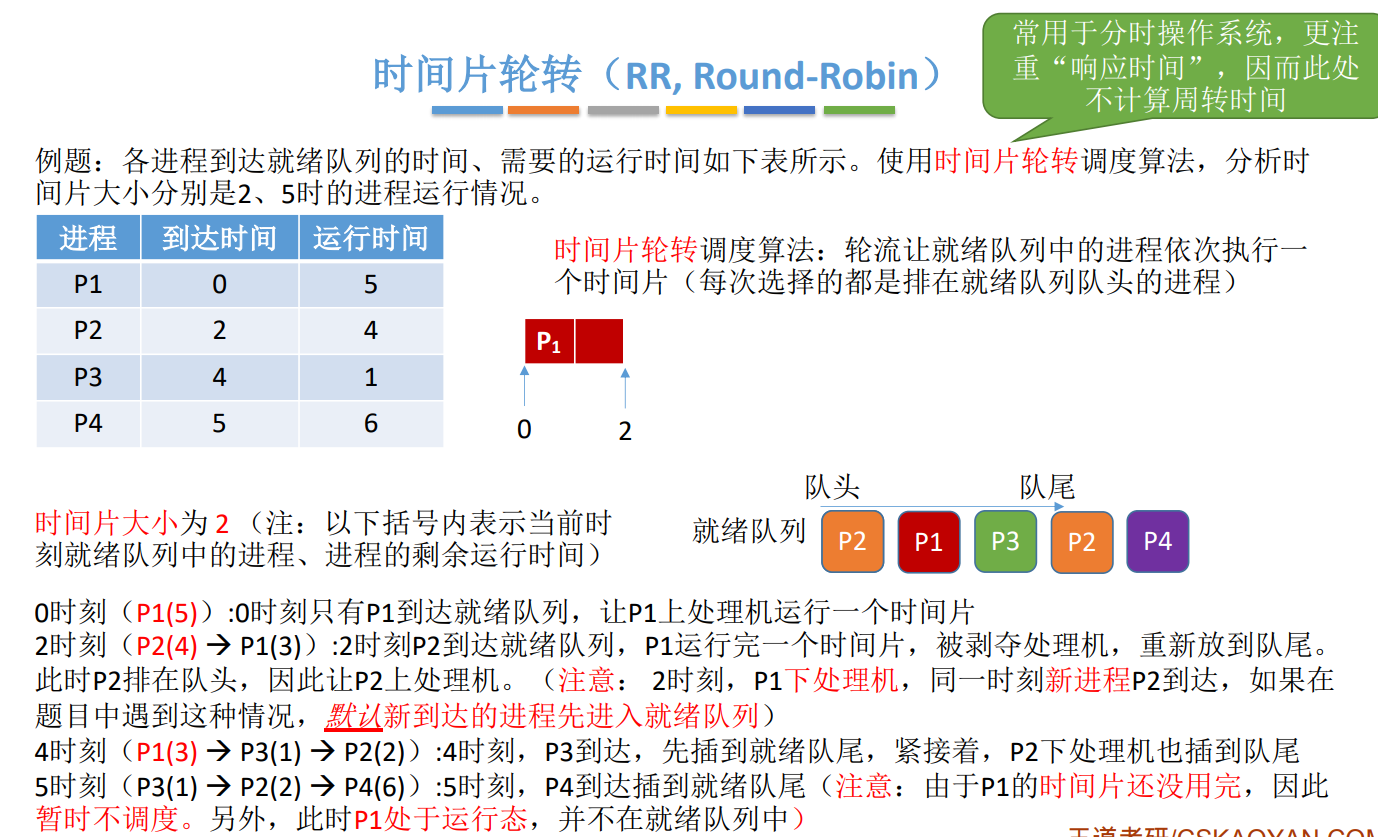 常用于分时操作系统，更注
重“响应时间”，因而此处
不计算周转时间
时间片轮转（RR, Round-Robin）
例题：各进程到达就绪队列的时间、需要的运行时间如下表所示。使用时间片轮转调度算法，分析时
间片大小分别是2、5时的进程运行情况。
进程 到达时间 运行时间
P1 0 5
P2 2 4
P3 4 1
P4 5 6
时间片轮转调度算法：轮流让就绪队列中的进程依次执行一
个时间片（每次选择的都是排在就绪队列队头的进程）
P1
0 2
队头 队尾
就绪队列 P2 P1 P3 P2 P4
时间片大小为 2 （注：以下括号内表示当前时
刻就绪队列中的进程、进程的剩余运行时间）
0时刻（P1(5)）:0时刻只有P1到达就绪队列，让P1上处理机运行一个时间片
2时刻（P2(4) → P1(3)）:2时刻P2到达就绪队列，P1运行完一个时间片，被剥夺处理机，重新放到队尾。
此时P2排在队头，因此让P2上处理机。（注意： 2时刻，P1下处理机，同一时刻新进程P2到达，如果在
题目中遇到这种情况，默认新到达的进程先进入就绪队列）
4时刻（P1(3) → P3(1) → P2(2)）:4时刻，P3到达，先插到就绪队尾，紧接着，P2下处理机也插到队尾
5时刻（P3(1) → P2(2) → P4(6)）:5时刻，P4到达插到就绪队尾（注意：由于P1的时间片还没用完，因此
暂时不调度。另外，此时P1处于运行态，并不在就绪队列中）
王道考研/CSKAOYAN.COM